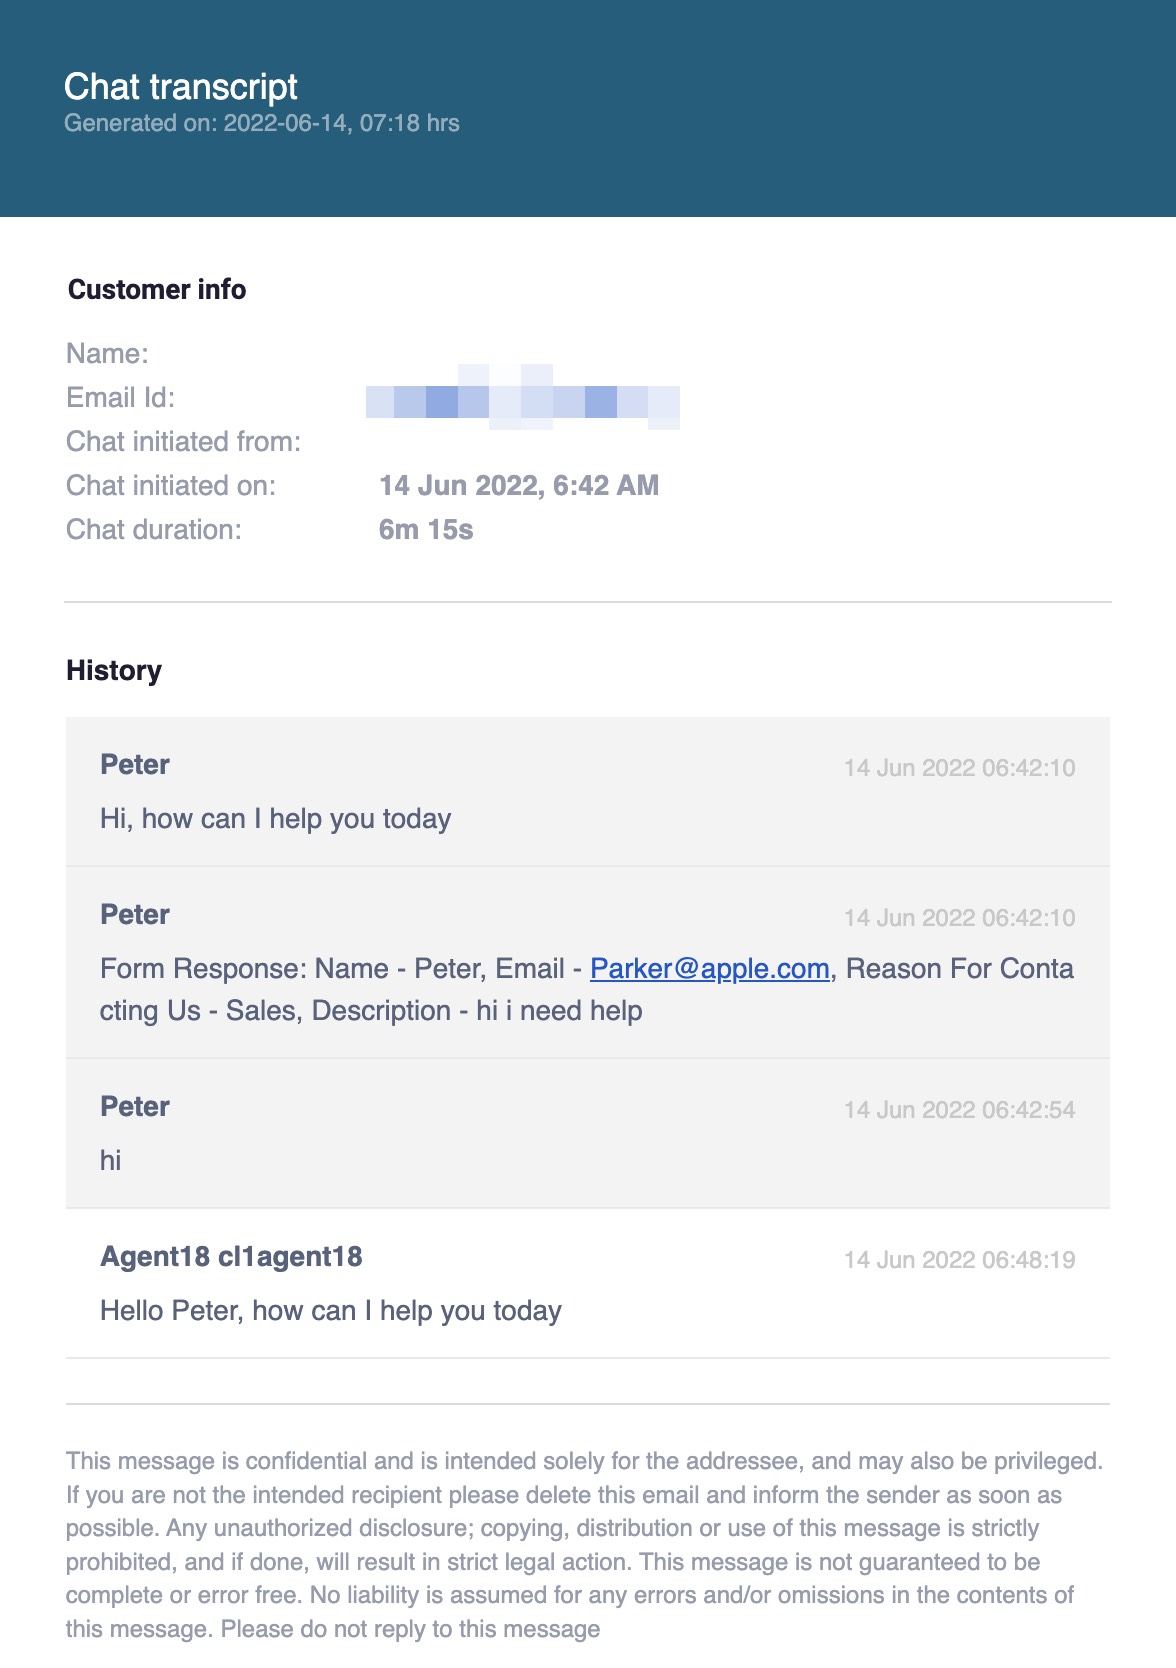 Chat transcript
Generated on: 2022-06-14, 07:18 hrs
Customer info
Name:
Email Id:
Chat initiated from:
Chat initiated on: 14 Jun 2022, 6:42 AM
Chat duration: 6m 15s
History
Peter 14 Jun 2022 06:42:10
Hi, how can I help you today
Peter 14 Jun 2022 06:42:10
Form Response: Name - Peter, Email - Parker@apple.com, Reason For Conta
cting Us - Sales, Description - hi i need help
Peter 14 Jun 2022 06:42:54
hi
Agent18 cl1agent18 14 Jun 2022 06:48:19
Hello Peter, how can I help you today
This message is confidential and is intended solely for the addressee, and may also be privileged.
If you are not the intended recipient please delete this email and inform the sender as soon as
possible. Any unauthorized disclosure; copying, distribution or use of this message is strictly
prohibited, and if done, will result in strict legal action. This message is not guaranteed to be
complete or error free. No liability is assumed for any errors and/or omissions in the contents of
this message. Please do not reply to this message